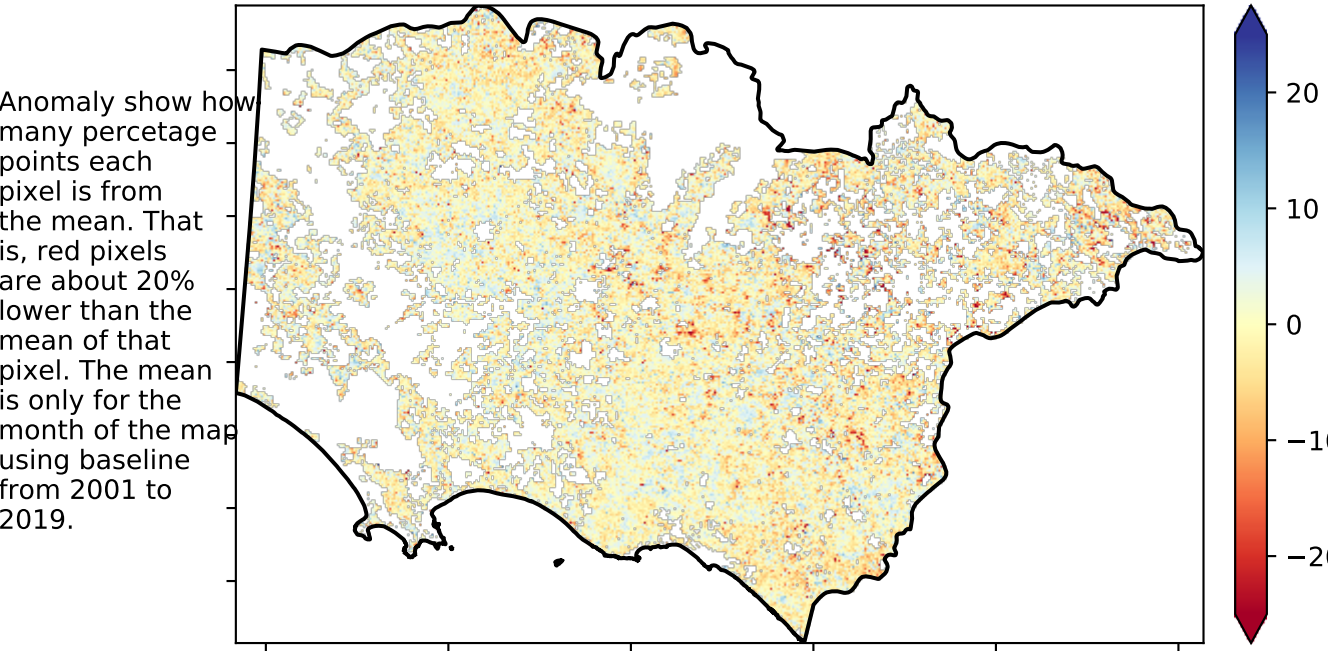 Anomaly show how
many percetage
points each
pixel is from
the mean. That
is, red pixels
are about 20%
lower than the
mean of that
pixel. The mean
is only for the
month of the map
using baseline
from 2001 to
2019.
20
10
0
−10
−20